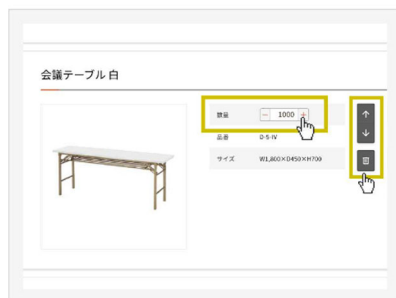 会議テーブル 白
数量 － 1000 ＋
品番 0-5-IV
サイズ W1,800×D450×H700